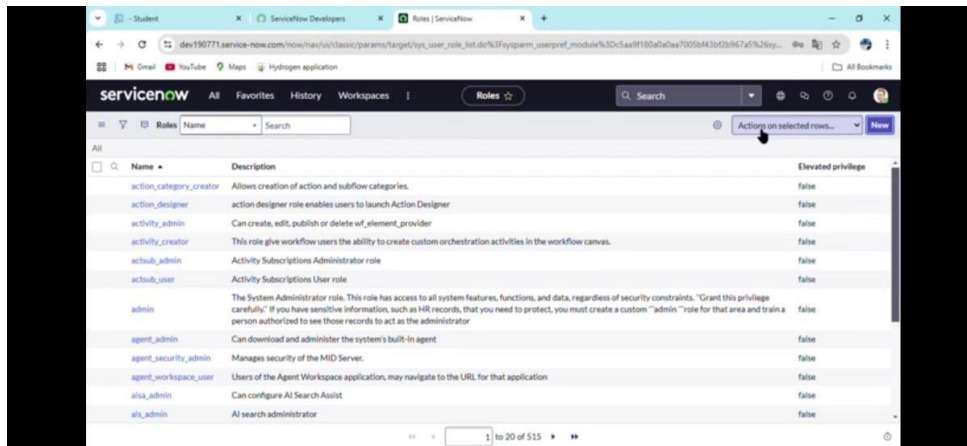 - Student
ServiceNow Developers
Roles | ServiceNow
dev190771.service-now.com/now/nav/ui/classic/params/target/sys_user_role_list.do%3Fsysparm_userpref_module%3D5aa9f180a0a0aa7005bf43bf2b967a5%26sy...
Gmail
YouTube
Maps
Hydrogen application
All Bookmarks
servicenow
All
Favorites
History
Workspaces
Roles
Search
Roles
Name
Search
Actions on selected rows...
New
All
Name
Description
Elevated privilege
action_category_creator Allows creation of action and subflow categories. false
action_designer action designer role enables users to launch Action Designer false
activity_admin Can create, edit, publish or delete wf_element_provider false
activity_creator This role give workflow users the ability to create custom orchestration activities in the workflow canvas. false
actsub_admin Activity Subscriptions Administrator role false
actsub_user Activity Subscriptions User role false
The System Administrator role. This role has access to all system features, functions, and data, regardless of security constraints. "Grant this privilege
admin carefully." If you have sensitive information, such as HR records, that you need to protect, you must create a custom '"admin '"role for that area and train a false
person authorized to see those records to act as the administrator
agent_admin Can download and administer the system's built-in agent false
agent_security_admin Manages security of the MID Server. false
agent_workspace_user Users of the Agent Workspace application, may navigate to the URL for that application false
aisa_admin Can configure AI Search Assist false
ais_admin AI search administrator false
1 to 20 of 515